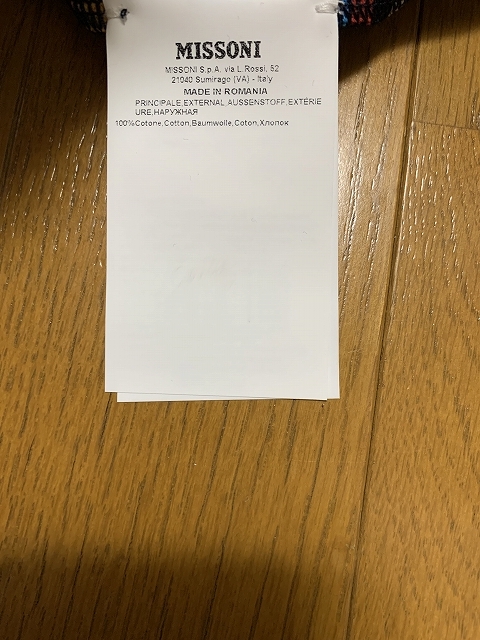 MISSONI
MISSONI S.p.A. via L. Rossi, 52
21040 Sumirago (VA) - Italy
MADE IN ROMANIA
PRINCIPALE,EXTERNAL,AUSSENSTOFF,EXTÉRIE
URE,НАРУЖНАЯ
100%Cotone,Cotton,Baumwolle,Coton,Хлопок